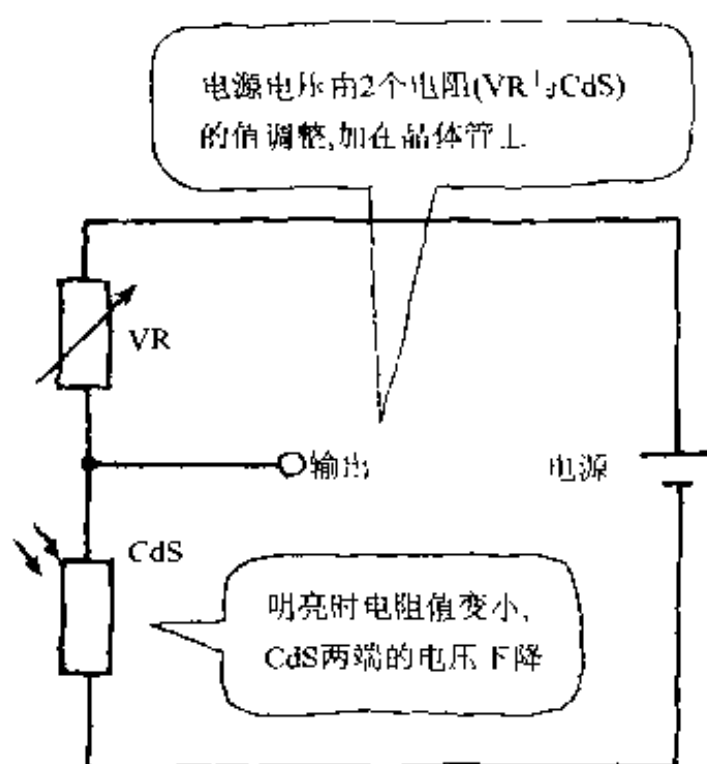 电源电压由2个电阻(VR与CdS)
的值调整,加在晶体管上
VR
输出
电源
CdS
明亮时电阻值变小,
CdS两端的电压下降